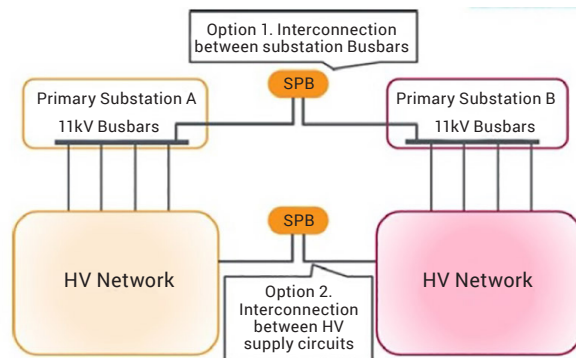 Option 1. Interconnection
between substation Busbars
SPB
Primary Substation A
11kV Busbars
Primary Substation B
11kV Busbars
SPB
HV Network
HV Network
Option 2.
Interconnection
between HV
supply circuits